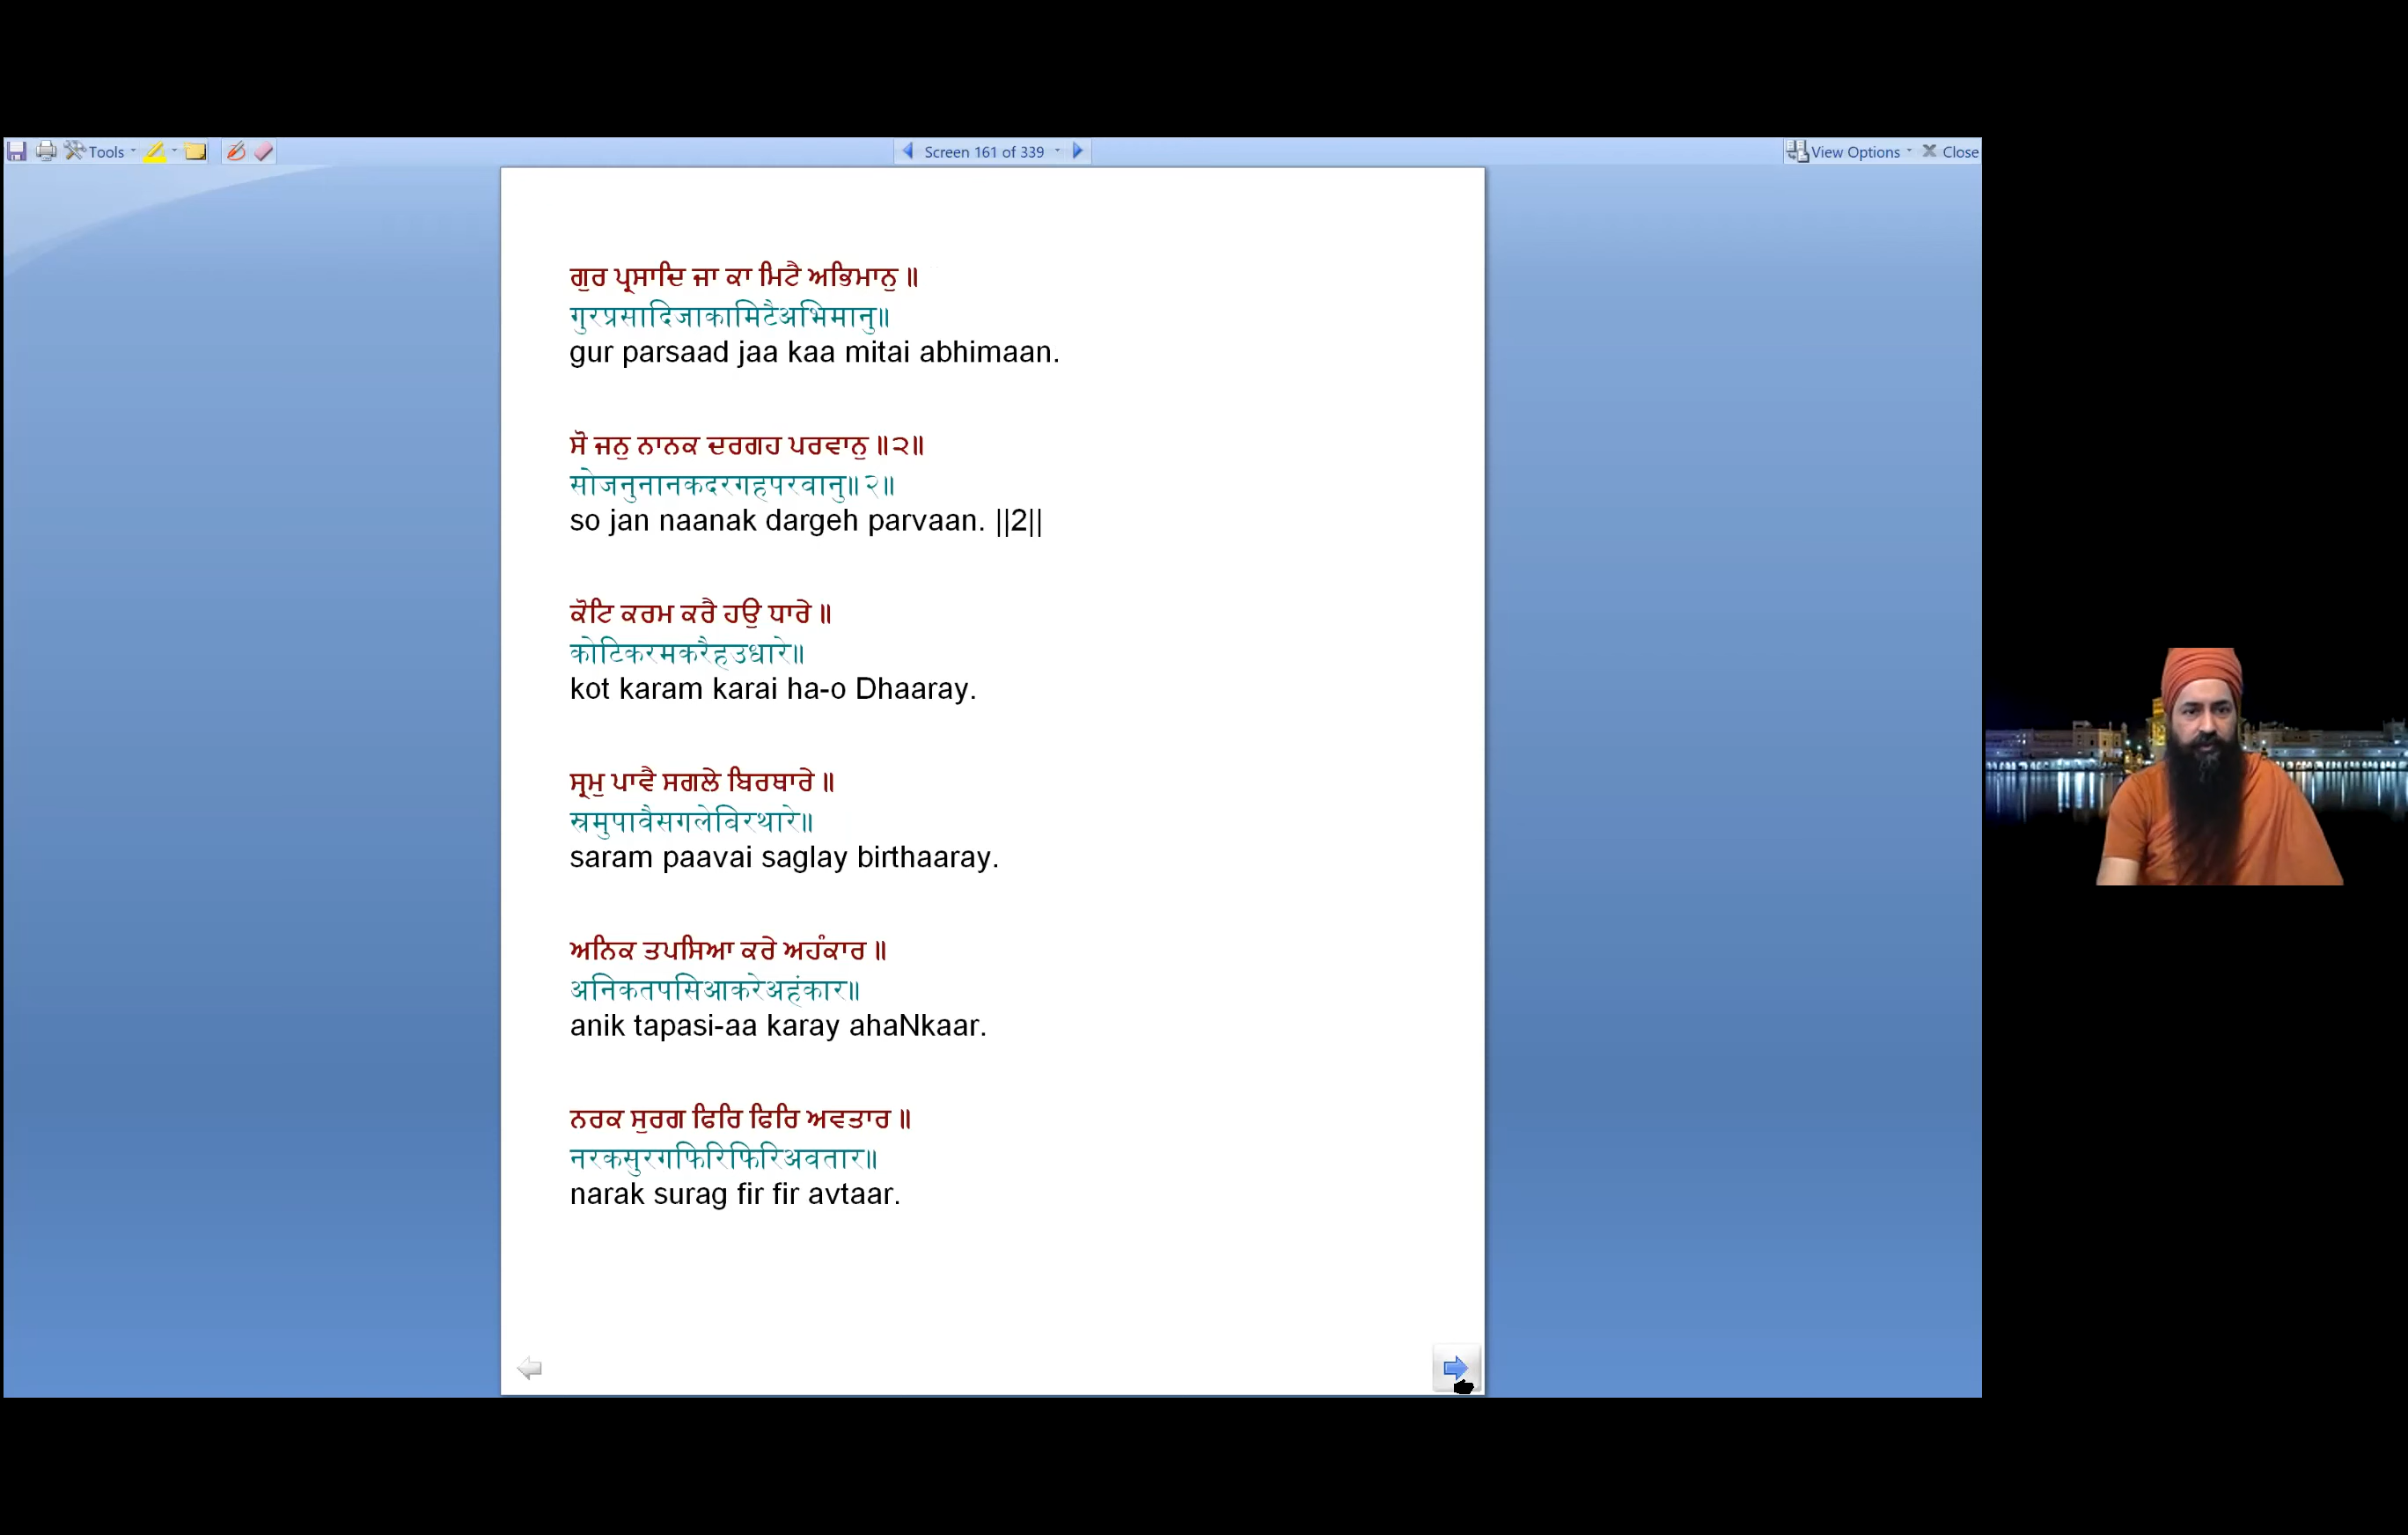 Tools
Screen 161 of 339
View Options
Close
ਗੁਰ ਪ੍ਰਸਾਦਿ ਜਾ ਕਾ ਮਿਟੈ ਅਭਿਮਾਨੁ ॥
गुरप्रसादिजाकामिटैअभिमानु॥
gur parsaad jaa kaa mitai abhimaan.
ਸੋ ਜਨੁ ਨਾਨਕ ਦਰਗਹ ਪਰਵਾਨੁ ॥੨॥
सोजनुनानकदरगहपरवानु॥२॥
so jan naanak dargeh parvaan. ||2||
ਕੋਟਿ ਕਰਮ ਕਰੈ ਹਉ ਧਾਰੇ ॥
कोटिकरमकरैहउधारे॥
kot karam karai ha-o Dhaaray.
ਸ੍ਰਮੁ ਪਾਵੈ ਸਗਲੇ ਬਿਰਥਾਰੇ ॥
स्रमुपावैसगलेबिरथारे॥
saram paavai saglay birthaaray.
ਅਨਿਕ ਤਪਸਿਆ ਕਰੇ ਅਹੰਕਾਰ ॥
अनिकतपसिआकरेअहंकार॥
anik tapasi-aa karay ahaNkaar.
ਨਰਕ ਸੁਰਗ ਫਿਰਿ ਫਿਰਿ ਅਵਤਾਰ ॥
नरकसुरगफिरिफिरिअवतार॥
narak surag fir fir avtaar.